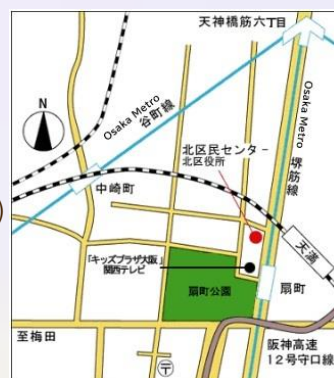 天神橋筋六丁目
Osaka Metro
谷町線
Osaka Metro 堺筋線
N
北区民センター
北区役所
中崎町
天満
「キッズプラザ大阪」
関西テレビ
扇町公園
扇町
至梅田
阪神高速
12号守口線
〒